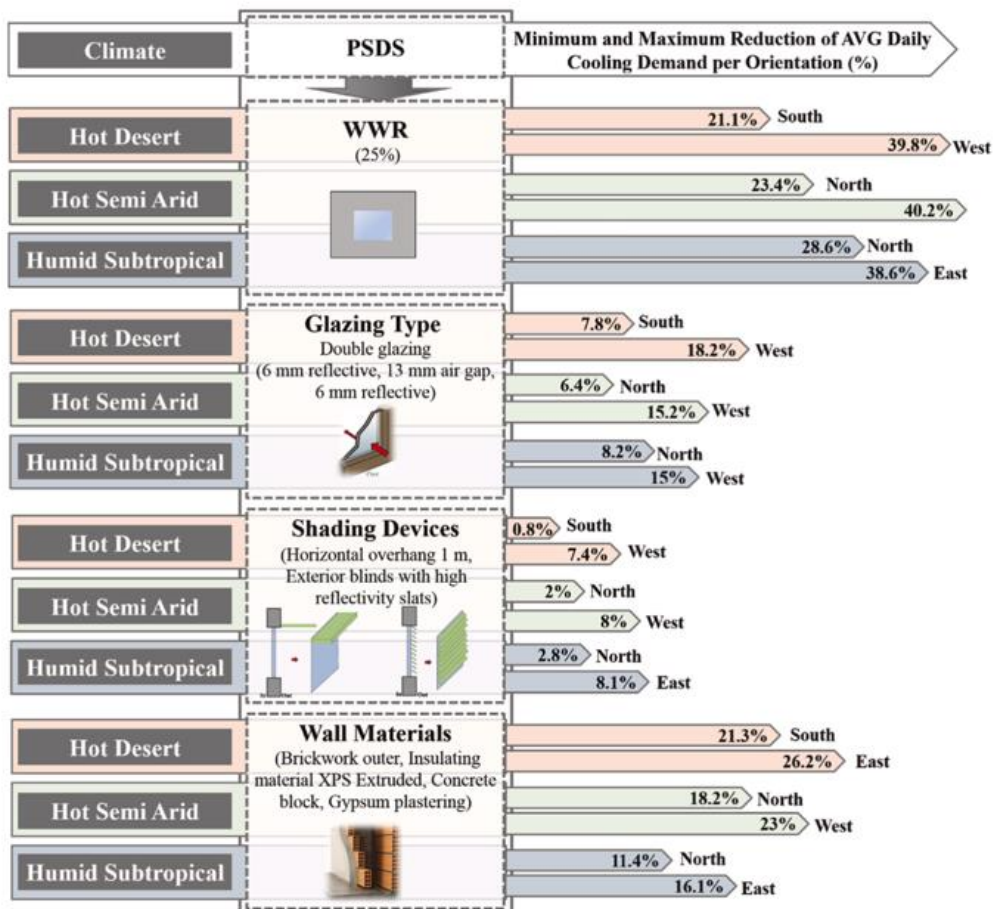 Climate
PSDS
Minimum and Maximum Reduction of AVG Daily
Cooling Demand per Orientation (%)
Hot Desert
WWR
(25%)
21.1% South
39.8% West
Hot Semi Arid
23.4% North
40.2%
Humid Subtropical
28.6% North
38.6% East
Hot Desert
Glazing Type
Double glazing
(6 mm reflective, 13 mm air gap,
6 mm reflective)
7.8% South
18.2% West
Hot Semi Arid
6.4% North
15.2% West
Humid Subtropical
8.2% North
15% West
Hot Desert
Shading Devices
(Horizontal overhang 1 m,
Exterior blinds with high
reflectivity slats)
0.8% South
7.4% West
Hot Semi Arid
2% North
8% West
Humid Subtropical
2.8% North
8.1% East
Hot Desert
Wall Materials
(Brickwork outer, Insulating
material XPS Extruded, Concrete
block, Gypsum plastering)
21.3% South
26.2% East
Hot Semi Arid
18.2% North
23% West
Humid Subtropical
11.4% North
16.1% East